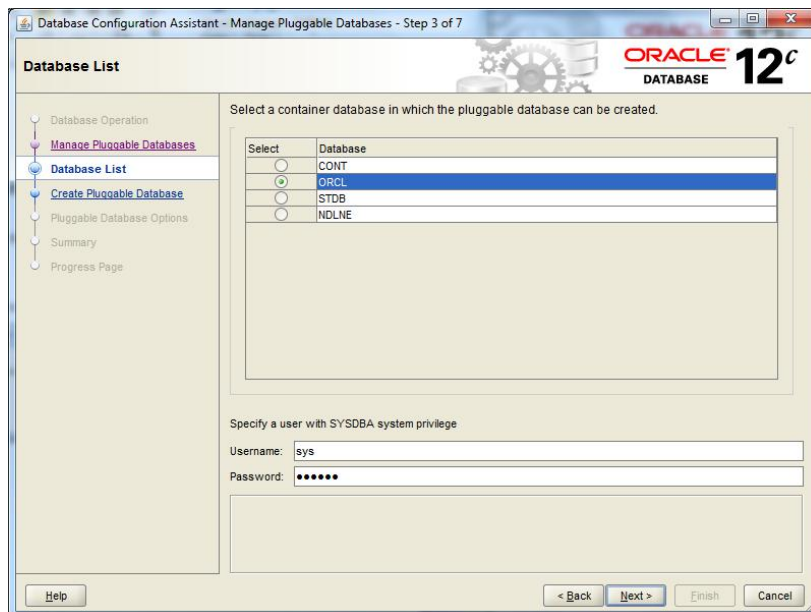 Database Configuration Assistant - Manage Pluggable Databases - Step 3 of 7
Database List
ORACLE
DATABASE
12c
Database Operation
Manage Pluggable Databases
Database List
Create Pluggable Database
Pluggable Database Options
Summary
Progress Page
Select a container database in which the pluggable database can be created.
Select Database
CONT
ORCL
STDB
NDLNE
Specify a user with SYSDBA system privilege
Username: sys
Password: ●●●●●●
Help
< Back Next > Finish Cancel